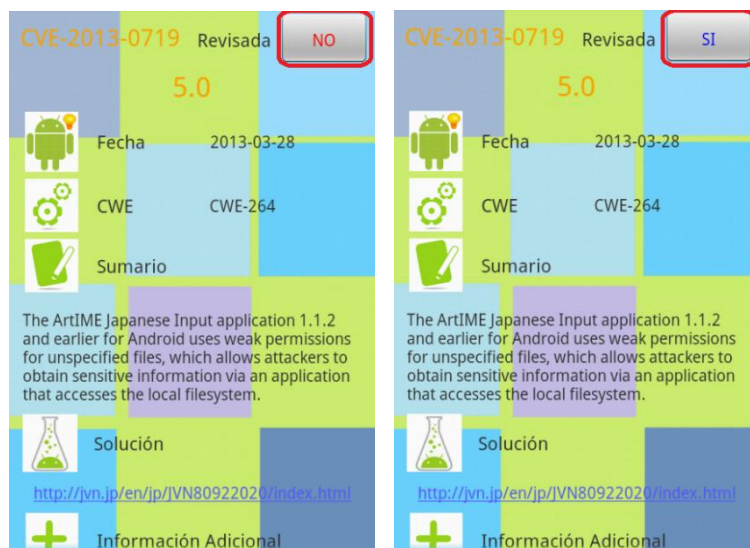 CVE-2013-0719 Revisada NO
5.0
Fecha 2013-03-28
CWE CWE-264
Sumario
The ArtIME Japanese Input application 1.1.2
and earlier for Android uses weak permissions
for unspecified files, which allows attackers to
obtain sensitive information via an application
that accesses the local filesystem.
Solución
http://jvn.jp/en/jp/JVN80922020/index.html
Información Adicional
CVE-2013-0719 Revisada SI
5.0
Fecha 2013-03-28
CWE CWE-264
Sumario
The ArtIME Japanese Input application 1.1.2
and earlier for Android uses weak permissions
for unspecified files, which allows attackers to
obtain sensitive information via an application
that accesses the local filesystem.
Solución
http://jvn.jp/en/jp/JVN80922020/index.html
Información Adicional